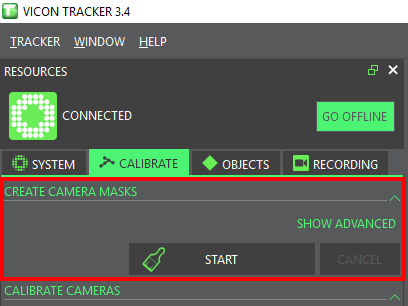 VICON TRACKER 3.4
TRACKER WINDOW HELP
RESOURCES
CONNECTED
GO OFFLINE
SYSTEM CALIBRATE OBJECTS RECORDING
CREATE CAMERA MASKS
SHOW ADVANCED
START CANCEL
CALIBRATE CAMERAS